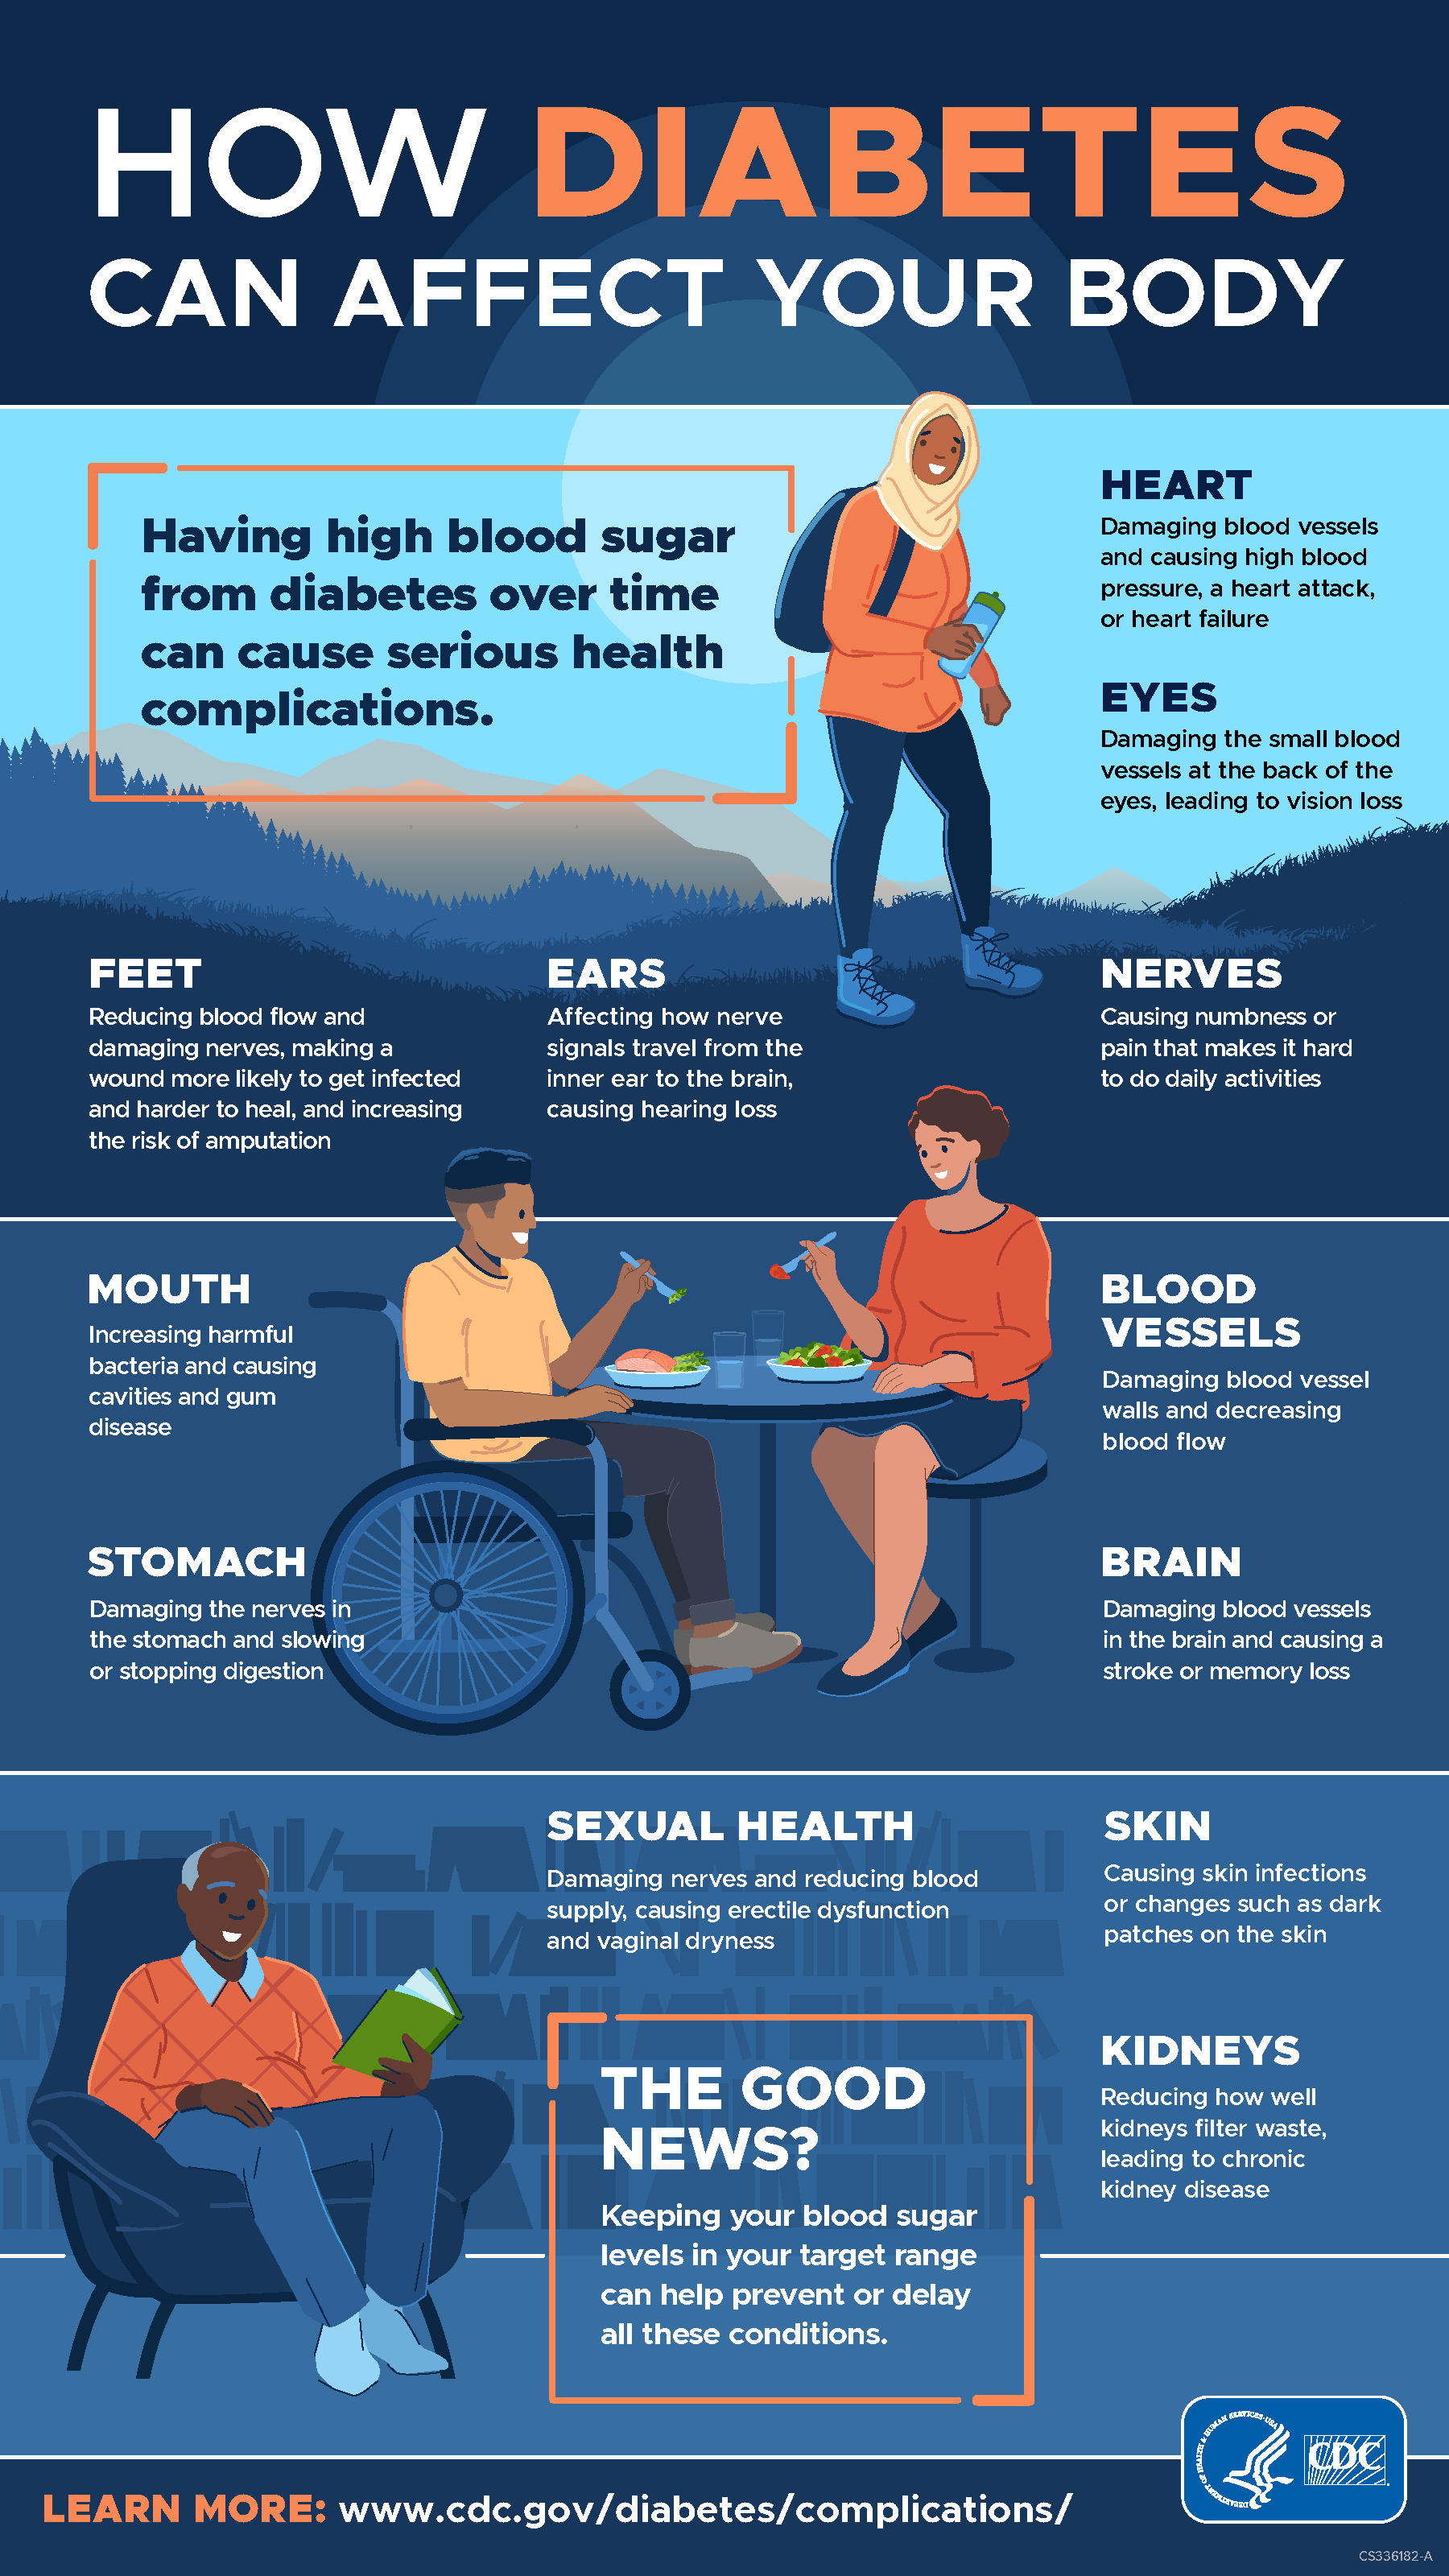 HOW DIABETES
CAN AFFECT YOUR BODY
Having high blood sugar
from diabetes over time
can cause serious health
complications.
HEART
Damaging blood vessels
and causing high blood
pressure, a heart attack,
or heart failure
EYES
Damaging the small blood
vessels at the back of the
eyes, leading to vision loss
FEET
Reducing blood flow and
damaging nerves, making a
wound more likely to get infected
and harder to heal, and increasing
the risk of amputation
EARS
Affecting how nerve
signals travel from the
inner ear to the brain,
causing hearing loss
NERVES
Causing numbness or
pain that makes it hard
to do daily activities
MOUTH
Increasing harmful
bacteria and causing
cavities and gum
disease
BLOOD
VESSELS
Damaging blood vessel
walls and decreasing
blood flow
STOMACH
Damaging the nerves in
the stomach and slowing
or stopping digestion
BRAIN
Damaging blood vessels
in the brain and causing a
stroke or memory loss
SEXUAL HEALTH
Damaging nerves and reducing blood
supply, causing erectile dysfunction
and vaginal dryness
SKIN
Causing skin infections
or changes such as dark
patches on the skin
KIDNEYS
Reducing how well
kidneys filter waste,
leading to chronic
kidney disease
THE GOOD
NEWS?
Keeping your blood sugar
levels in your target range
can help prevent or delay
all these conditions.
DEPARTMENT OF HEALTH & HUMAN SERVICES • USA
CDC
LEARN MORE: www.cdc.gov/diabetes/complications/
CS336182-A